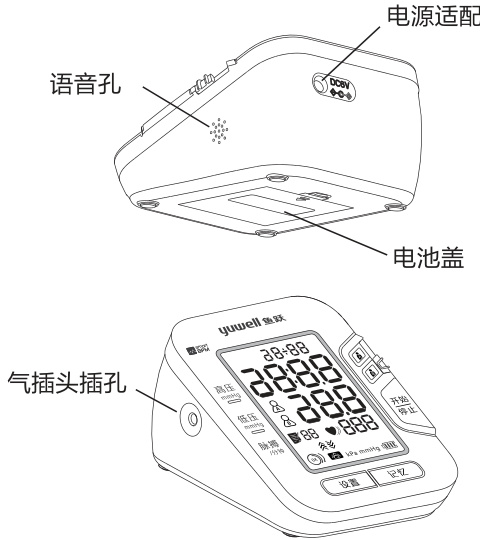 电源适配
语音孔
DC6V
电池盖
yuwell 鱼跃
高压
mmHg
低压
mmHg
脉搏
/分钟
kPa mmHg
气插头插孔
开始
停止
设置
记忆